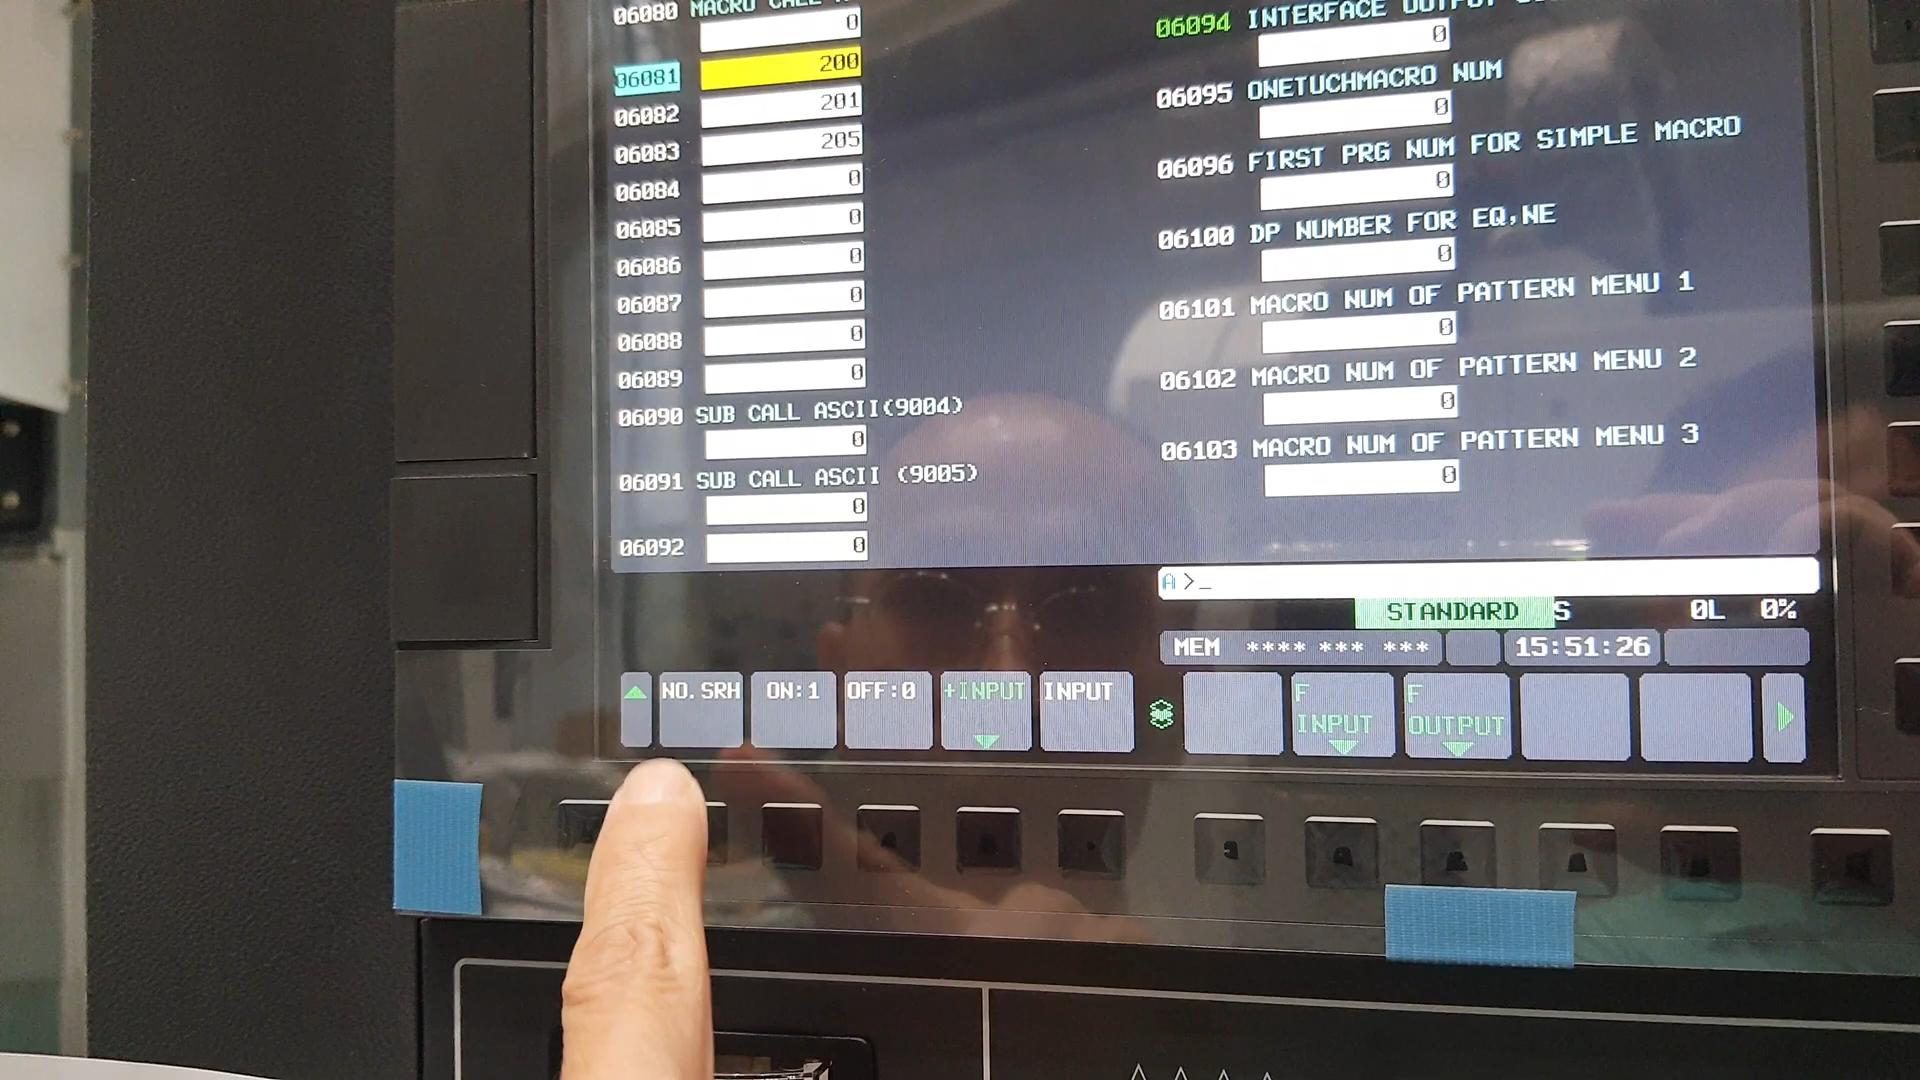 06080 MACRO CALL
0
06081 200
06082 201
06083 205
06084 0
06085 0
06086 0
06087 0
06088 0
06089 0
06090 SUB CALL ASCII(9004)
0
06091 SUB CALL ASCII (9005)
0
06092 0
06094 INTERFACE OUTPUT
0
06095 ONETUCHMACRO NUM
0
06096 FIRST PRG NUM FOR SIMPLE MACRO
0
06100 DP NUMBER FOR EQ,NE
0
06101 MACRO NUM OF PATTERN MENU 1
0
06102 MACRO NUM OF PATTERN MENU 2
0
06103 MACRO NUM OF PATTERN MENU 3
0
A >_
STANDARD S 0L 0%
MEM **** *** *** 15:51:26
NO.SRH ON:1 OFF:0 +INPUT INPUT
F INPUT
F OUTPUT